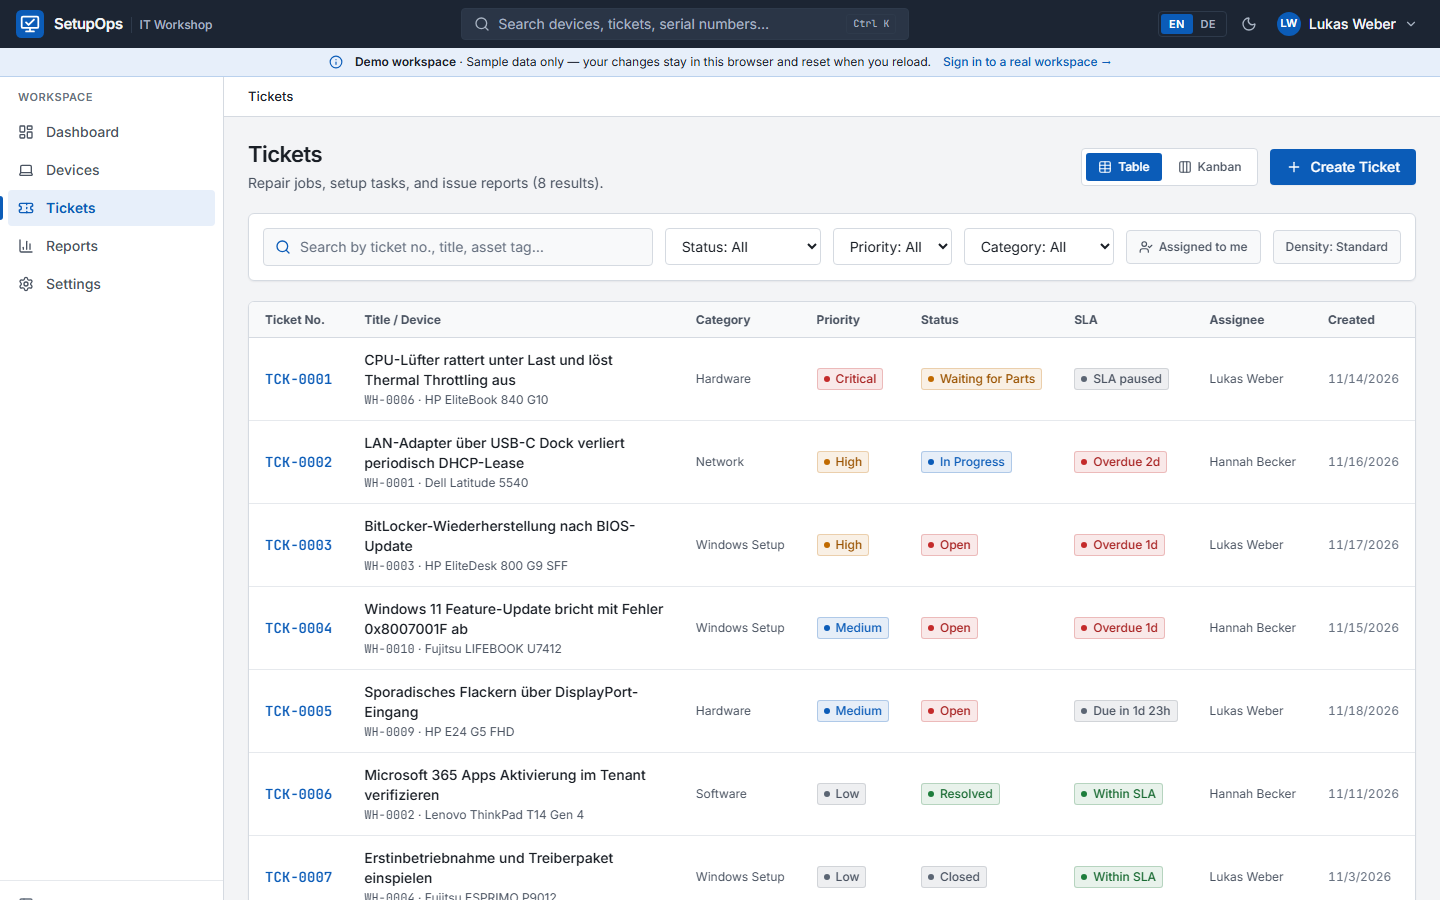 SetupOps
IT Workshop
Search devices, tickets. serial numbers...
Ctrl K
EN
DE
LW
Lukas Weber
Demo workspace · Sample data only — your changes stay in this browser and reset when you reload. Sign in to a real workspace →
WORKSPACE
Dashboard
Devices
Tickets
Reports
Settings
Tickets
Tickets
Repair jobs, setup tasks, and issue reports (8 results).
Table
Kanban
Create Ticket
Search by ticket no., title, asset tag...
Status: All
Priority: All
Category: All
Assigned to me
Density: Standard
Ticket No. Title / Device Category Priority Status SLA Assignee Created
CPU-Lüfter rattert unter Last und löst
TCK-0001 Thermal Throttling aus Hardware Critical Waiting for Parts SLA paused Lukas Weber 11/14/2026
WH-0006 · HP EliteBook 840 G10
LAN-Adapter über USB-C Dock verliert
TCK-0002 periodisch DHCP-Lease Network High In Progress Overdue 2d Hannah Becker 11/16/2026
WH-0001 · Dell Latitude 5540
BitLocker-Wiederherstellung nach BIOS-
TCK-0003 Update Windows Setup High Open Overdue 1d Lukas Weber 11/17/2026
WH-0003 · HP EliteDesk 800 G9 SFF
Windows 11 Feature-Update bricht mit Fehler
TCK-0004 0x8007001F ab Windows Setup Medium Open Overdue 1d Hannah Becker 11/15/2026
WH-0010 · Fujitsu LIFEBOOK U7412
Sporadisches Flackern über DisplayPort-
TCK-0005 Eingang Hardware Medium Open Due in 1d 23h Lukas Weber 11/18/2026
WH-0009 · HP E24 G5 FHD
Microsoft 365 Apps Aktivierung im Tenant
TCK-0006 verifizieren Software Low Resolved Within SLA Hannah Becker 11/11/2026
WH-0002 · Lenovo ThinkPad T14 Gen 4
Erstinbetriebnahme und Treiberpaket
TCK-0007 einspielen Windows Setup Low Closed Within SLA Lukas Weber 11/3/2026
WH-0004 · Fujitsu ESPRIMO P9012